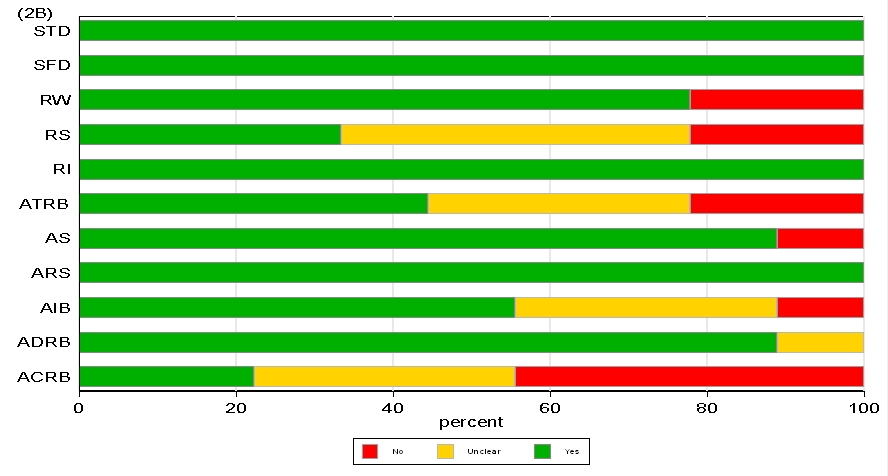 (2B)
STD
SFD
RW
RS
RI
ATRB
AS
ARS
AIB
ADRB
ACRB
0 20 40 60 80 100
percent
No Unclear Yes